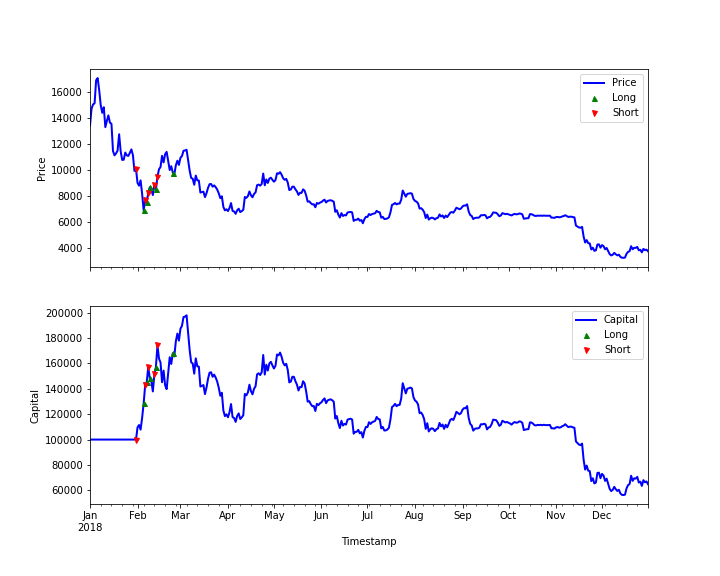 16000
14000
12000
10000
8000
6000
4000
Price
Price
Long
Short
200000
180000
160000
140000
120000
100000
80000
60000
Capital
Capital
Long
Short
Jan
2018
Feb
Mar
Apr
May
Jun
Jul
Aug
Sep
Oct
Nov
Dec
Timestamp